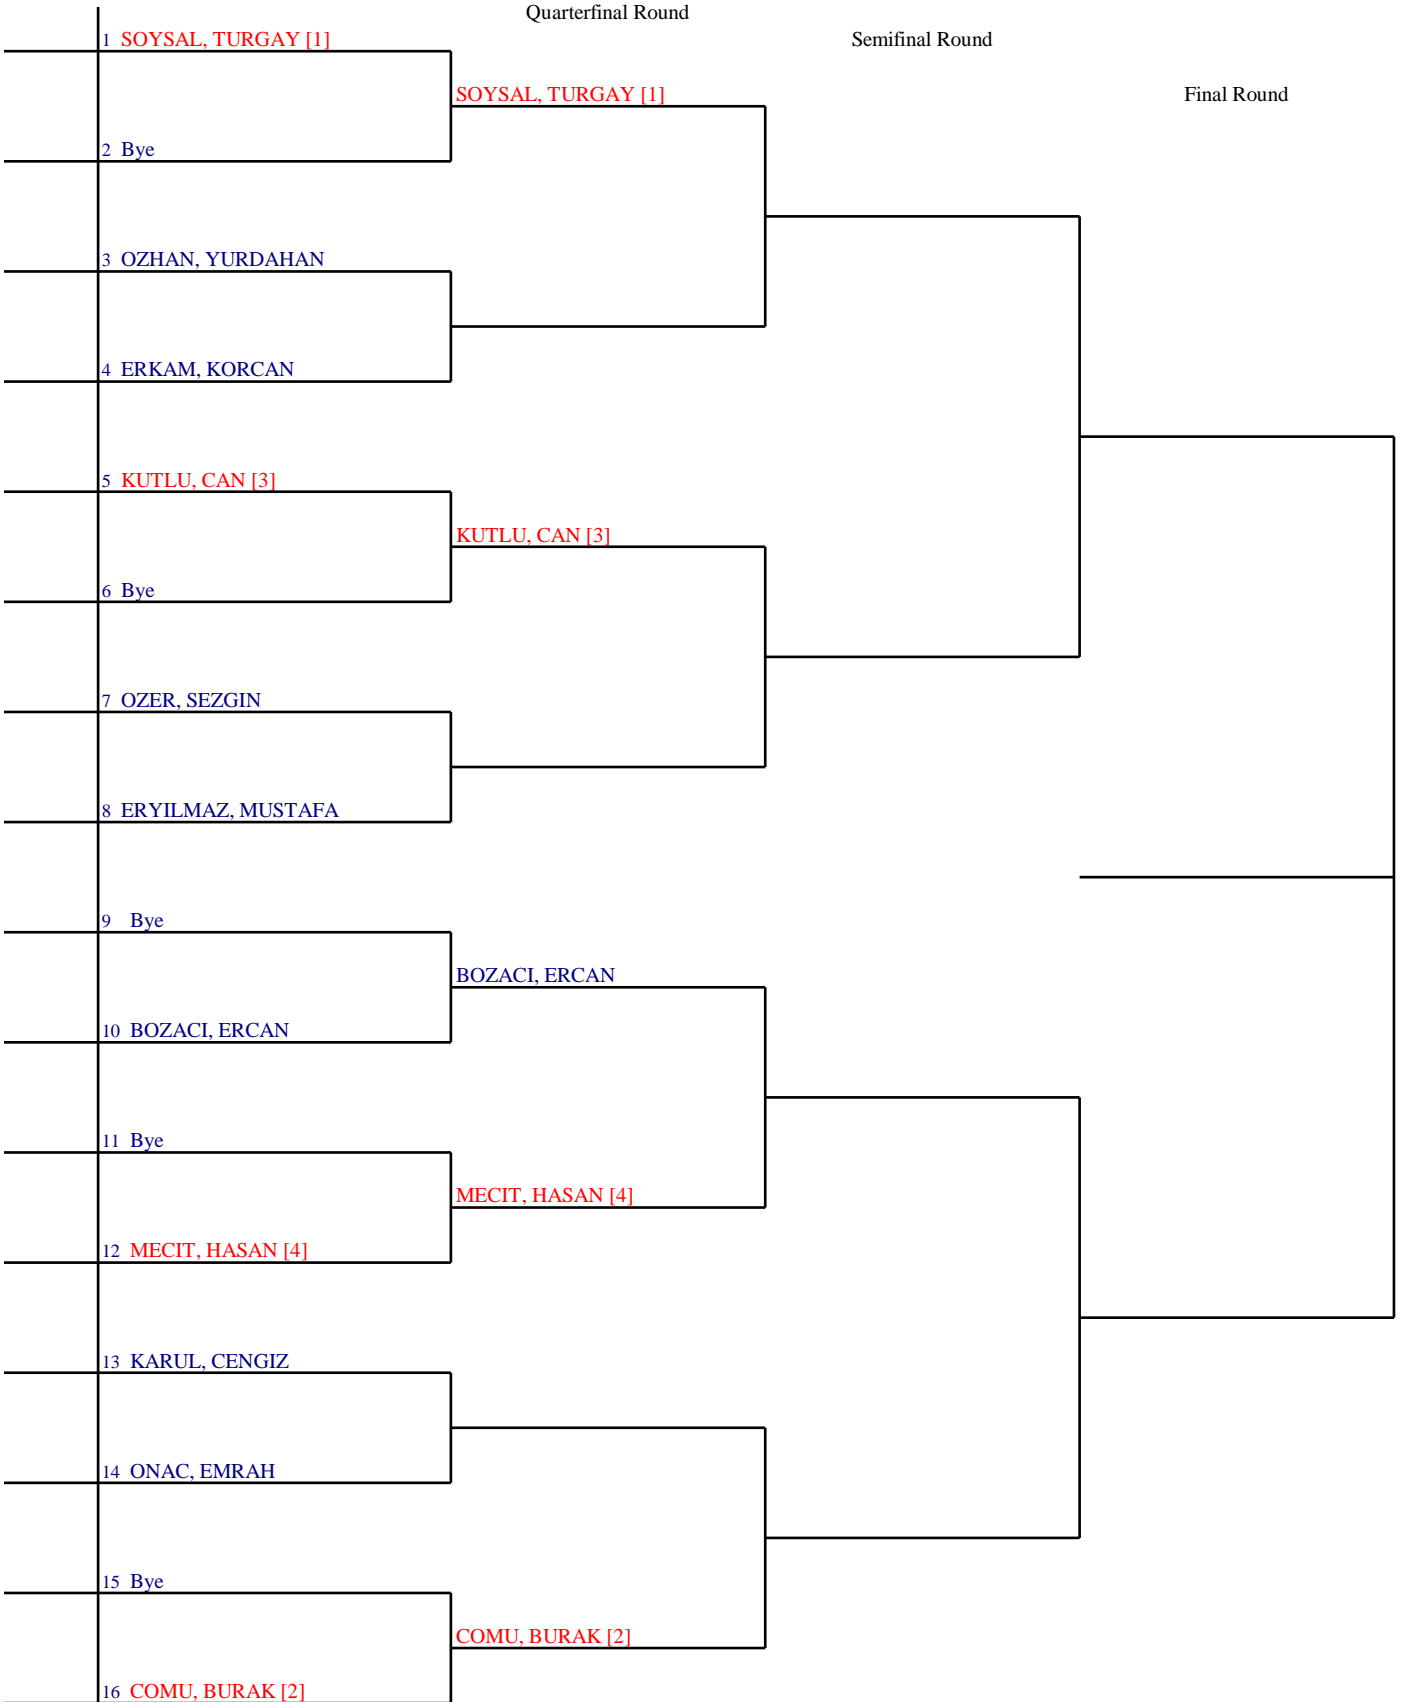 Quarterfinal Round
1 SOYSAL, TURGAY [1]
Semifinal Round
SOYSAL, TURGAY [1]
Final Round
2 Bye
3 OZHAN, YURDAHAN
4 ERKAM, KORCAN
5 KUTLU, CAN [3]
KUTLU, CAN [3]
6 Bye
7 OZER, SEZGIN
8 ERYILMAZ, MUSTAFA
9 Bye
BOZACI, ERCAN
10 BOZACI, ERCAN
11 Bye
MECIT, HASAN [4]
12 MECIT, HASAN [4]
13 KARUL, CENGIZ
14 ONAC, EMRAH
15 Bye
COMU, BURAK [2]
16 COMU, BURAK [2]